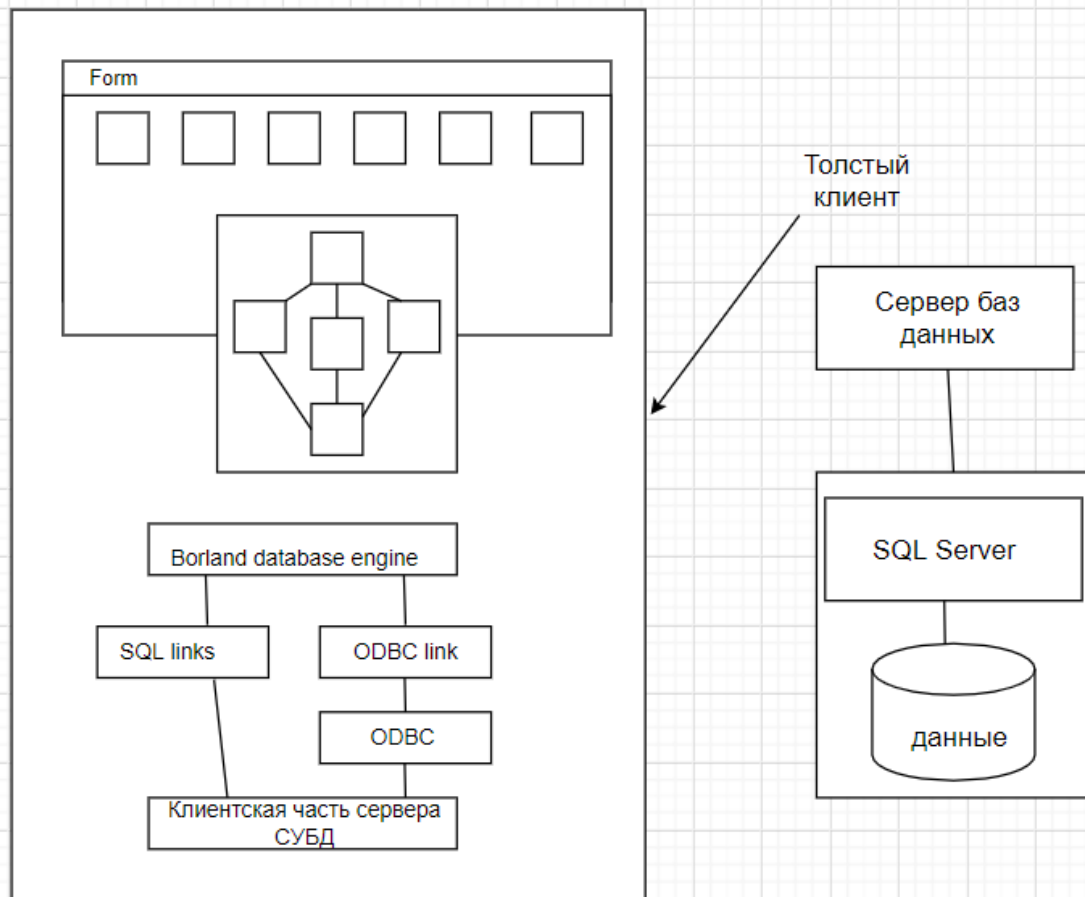 Form
Толстый
клиент
Сервер баз
данных
Borland database engine
SQL Server
SQL links
ODBC link
ODBC
данные
Клиентская часть сервера
СУБД